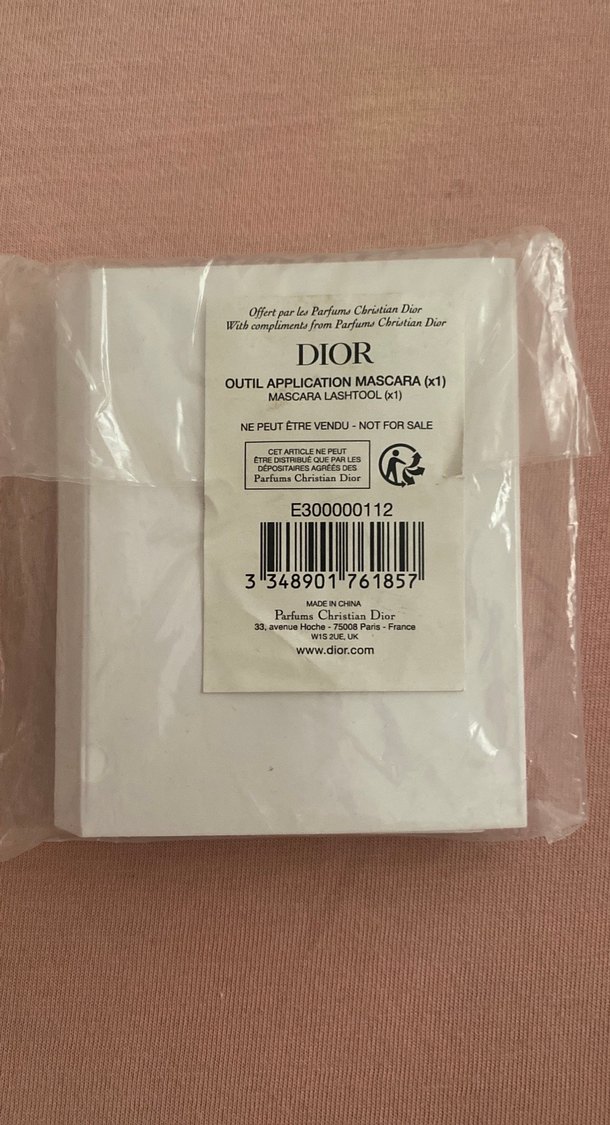 Offert par les Parfums Christian Dior
With compliments from Parfums Christian Dior
DIOR
OUTIL APPLICATION MASCARA (x1)
MASCARA LASHTOOL (x1)
NE PEUT ÊTRE VENDU - NOT FOR SALE
CET ARTICLE NE PEUT
ÊTRE DISTRIBUÉ QUE PAR LES
DÉPOSITAIRES AGRÉÉS DES
Parfums Christian Dior
E300000112
3 348901 761857
MADE IN CHINA
Parfums Christian Dior
33, avenue Hoche - 75008 Paris - France
W1S 2UE, UK
www.dior.com